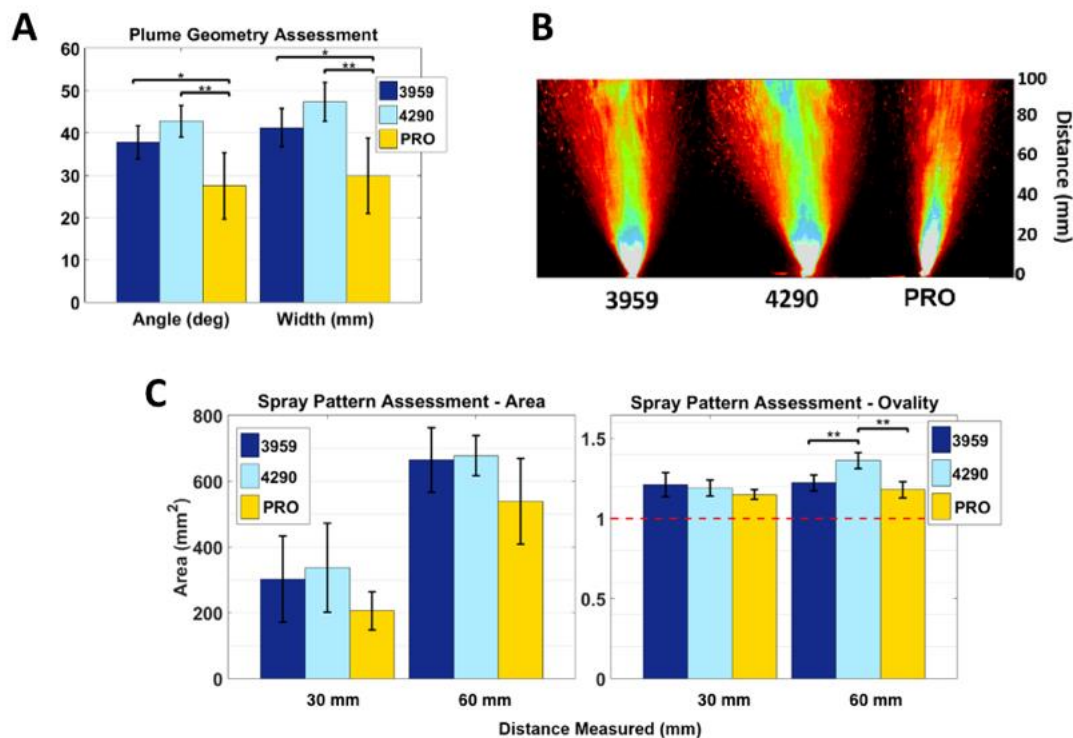 A
Plume Geometry Assessment
60
50
40
30
20
10
0
*
**
*
**
3959
4290
PRO
Angle (deg)
Width (mm)
B
100
80
60
40
20
0
Distance (mm)
3959
4290
PRO
C
Spray Pattern Assessment - Area
800
600
400
200
0
Area (mm²)
3959
4290
PRO
30 mm
60 mm
Spray Pattern Assessment - Ovality
1.5
1
0.5
0
**
**
3959
4290
PRO
30 mm
60 mm
Distance Measured (mm)